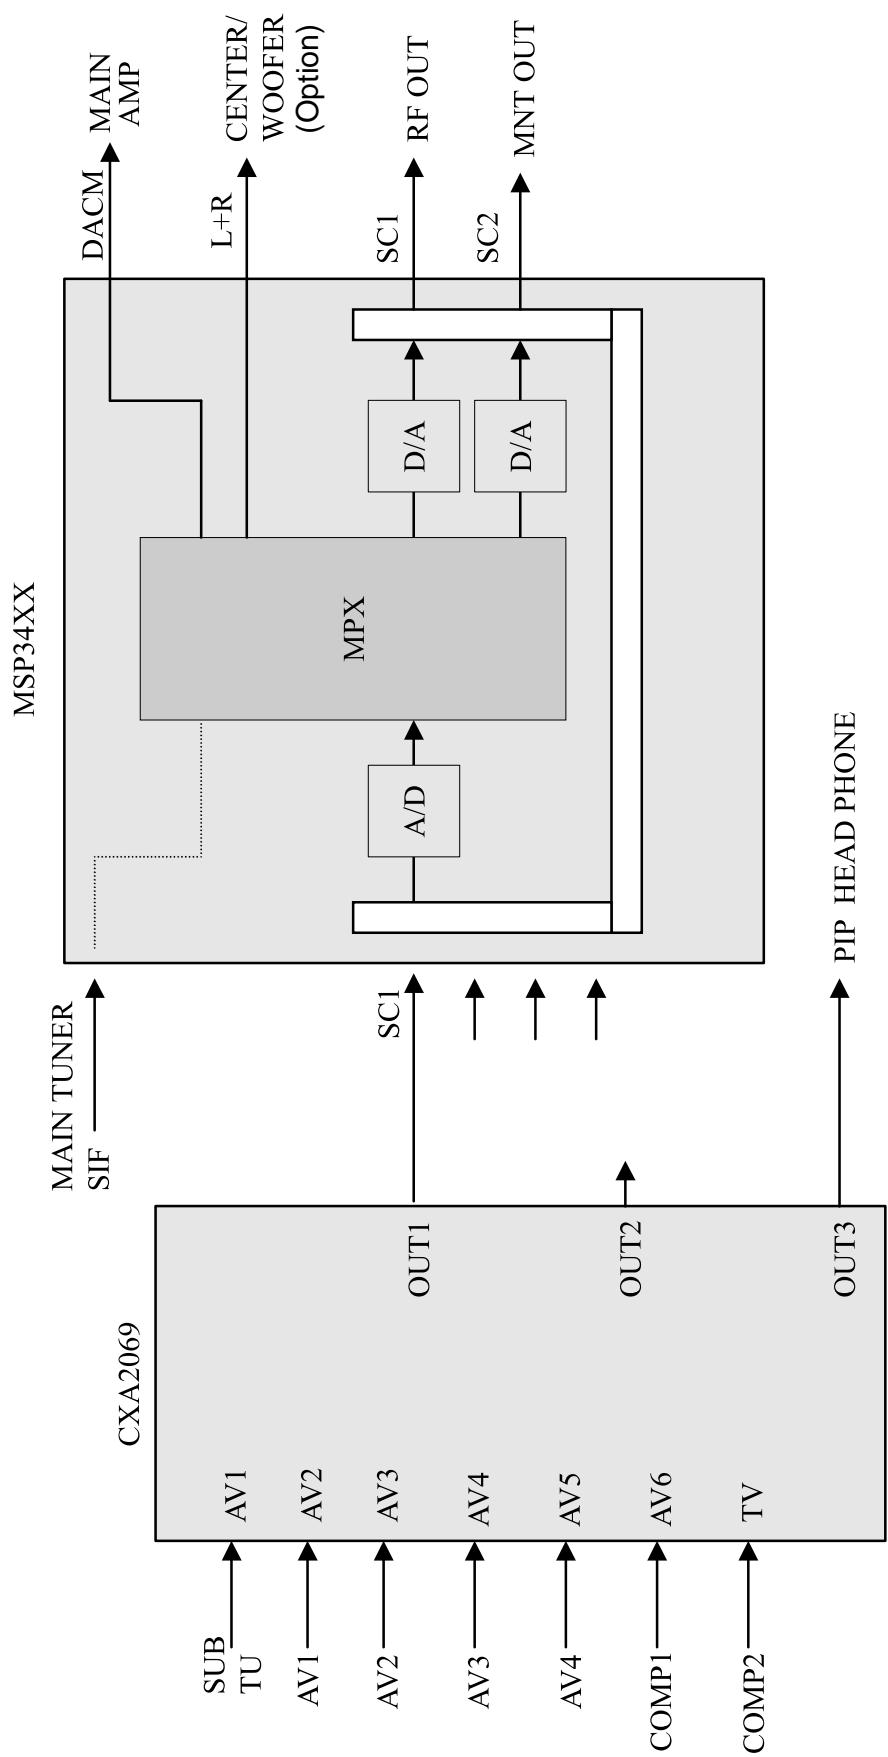 MSP34XX
MAIN TUNER
SIF
CXA2069
SUB
TU
AV1
AV2
AV3
AV4
COMP1
COMP2
AV1
AV2
AV3
AV4
AV5
AV6
TV
OUT1
OUT2
OUT3
SC1
A/D
MPX
D/A
D/A
DACM
L+R
SC1
SC2
MAIN
AMP
CENTER/
WOOFER
(Option)
RF OUT
MNT OUT
PIP HEAD PHONE